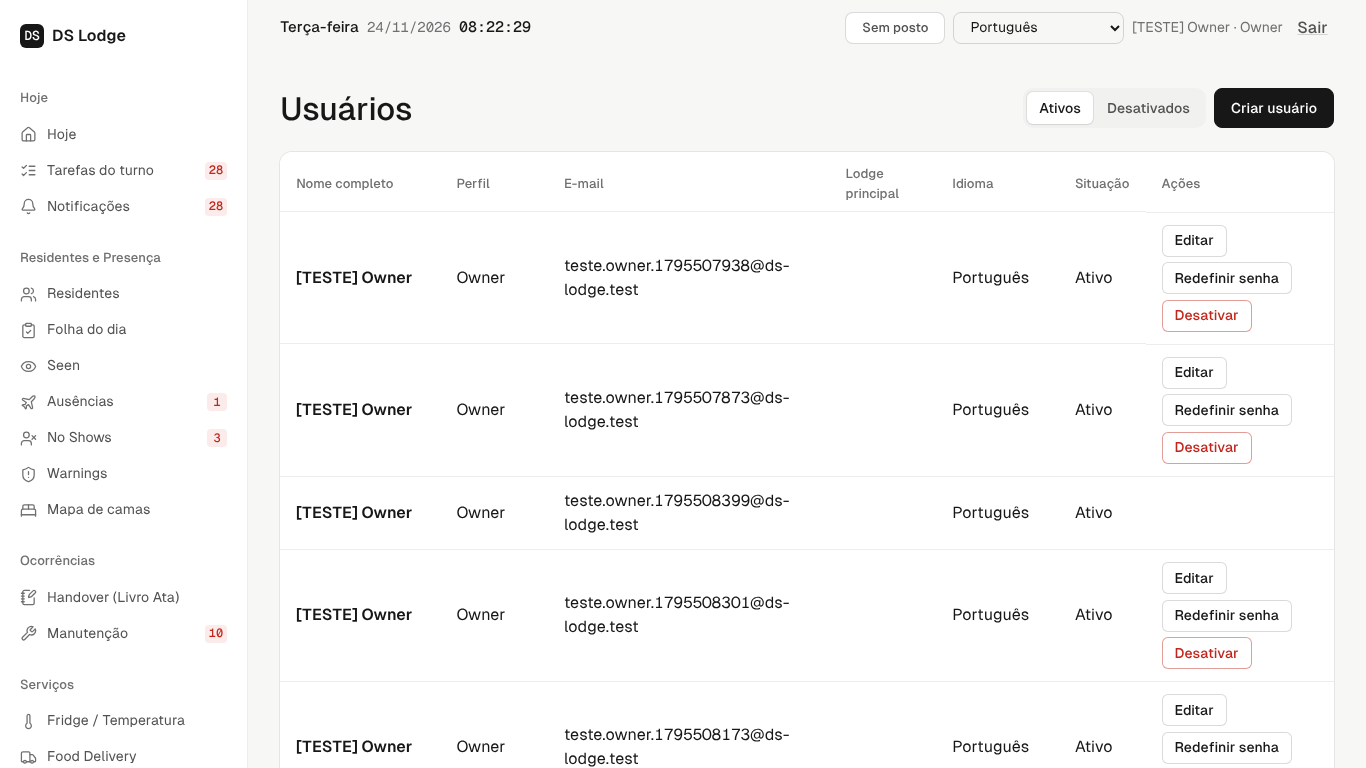 DS DS Lodge
Terça-feira 24/11/2026 08:22:29
Sem posto
Português
[TESTE] Owner · Owner
Sair
Hoje
Hoje
Tarefas do turno 28
Notificações 28
Residentes e Presença
Residentes
Folha do dia
Seen
Ausências 1
No Shows 3
Warnings
Mapa de camas
Ocorrências
Handover (Livro Ata)
Manutenção 10
Serviços
Fridge / Temperatura
Food Delivery
Usuários
Ativos
Desativados
Criar usuário
Nome completo
Perfil
E-mail
Lodge
principal
Idioma
Situação
Ações
[TESTE] Owner
Owner
teste.owner.1795507938@ds-
lodge.test
Português
Ativo
Editar
Redefinir senha
Desativar
[TESTE] Owner
Owner
teste.owner.1795507873@ds-
lodge.test
Português
Ativo
Editar
Redefinir senha
Desativar
[TESTE] Owner
Owner
teste.owner.1795508399@ds-
lodge.test
Português
Ativo
[TESTE] Owner
Owner
teste.owner.1795508301@ds-
lodge.test
Português
Ativo
Editar
Redefinir senha
Desativar
[TESTE] Owner
Owner
teste.owner.1795508173@ds-
lodge.test
Português
Ativo
Editar
Redefinir senha